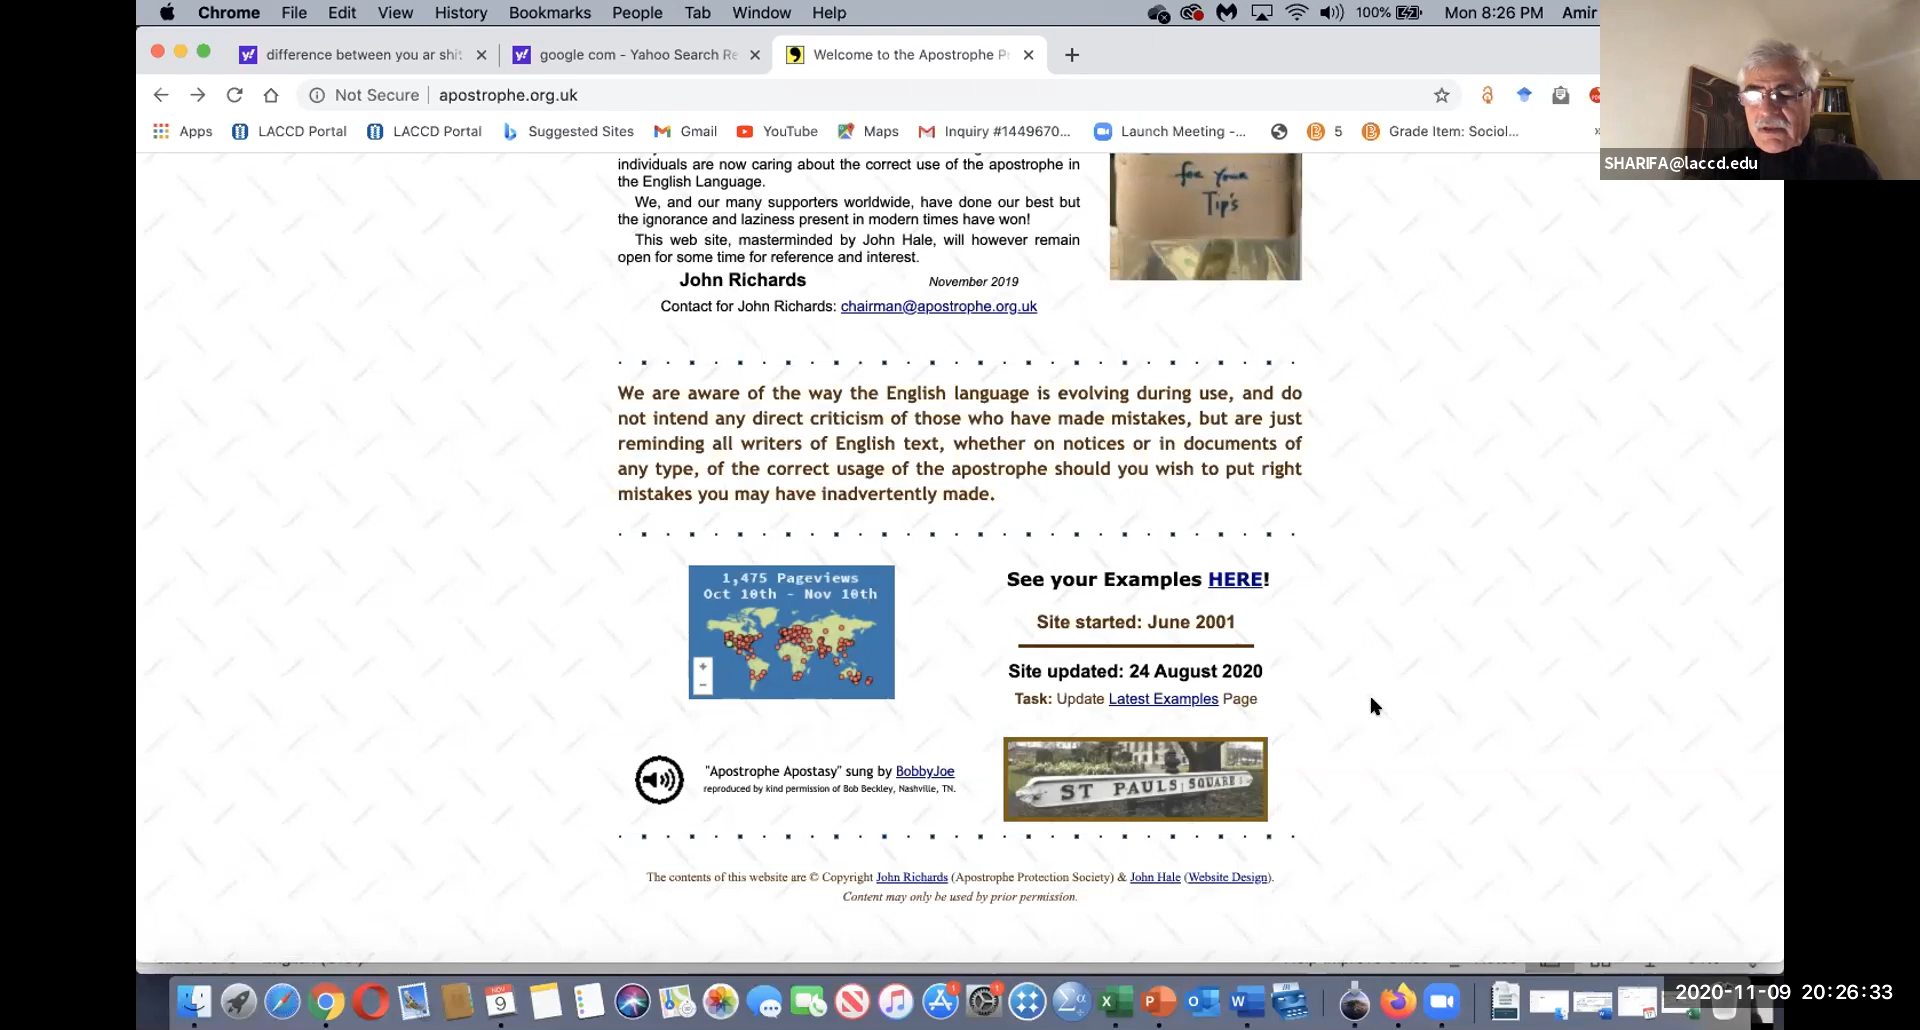 Chrome File Edit View History Bookmarks People Tab Window Help 100% Mon 8:26 PM Amir
difference between you ar shit
google com - Yahoo Search Re
Welcome to the Apostrophe Pr
Not Secure apostrophe.org.uk
Apps LACCD Portal LACCD Portal Suggested Sites Gmail YouTube Maps Inquiry #1449670... Launch Meeting -... 5 Grade Item: Sociol... »
SHARIFA@laccd.edu
individuals are now caring about the correct use of the apostrophe in
the English Language.
We, and our many supporters worldwide, have done our best but
the ignorance and laziness present in modern times have won!
This web site, masterminded by John Hale, will however remain
open for some time for reference and interest.
John Richards November 2019
Contact for John Richards: chairman@apostrophe.org.uk
for Your
Tip's
We are aware of the way the English language is evolving during use, and do
not intend any direct criticism of those who have made mistakes, but are just
reminding all writers of English text, whether on notices or in documents of
any type, of the correct usage of the apostrophe should you wish to put right
mistakes you may have inadvertently made.
1,475 Pageviews
Oct 10th - Nov 10th
+
−
See your Examples HERE!
Site started: June 2001
Site updated: 24 August 2020
Task: Update Latest Examples Page
"Apostrophe Apostasy" sung by BobbyJoe
reproduced by kind permission of Bob Beckley, Nashville, TN.
ST PAULS SQUARE
The contents of this website are © Copyright John Richards (Apostrophe Protection Society) & John Hale (Website Design).
Content may only be used by prior permission.
NOV
9
2020-11-09 20:26:33